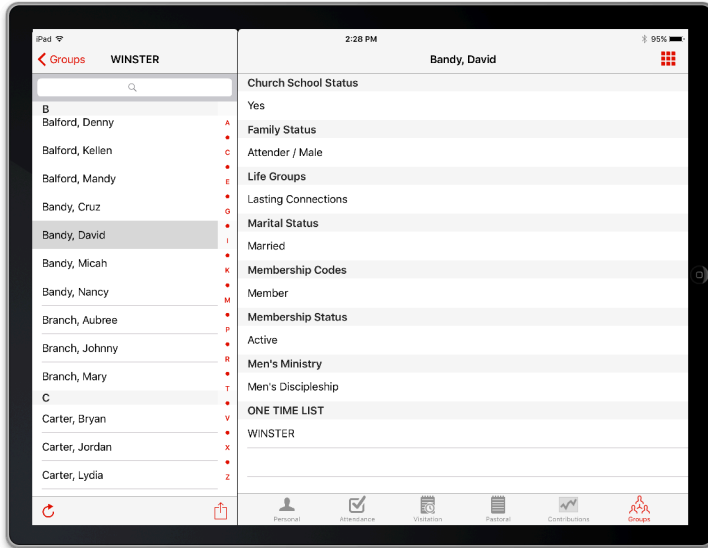 iPad 2:28 PM 95%
Groups WINSTER
Bandy, David
B
Balford, Denny
Balford, Kellen
Balford, Mandy
Bandy, Cruz
Bandy, David
Bandy, Micah
Bandy, Nancy
Branch, Aubree
Branch, Johnny
Branch, Mary
C
Carter, Bryan
Carter, Jordan
Carter, Lydia
A
C
E
G
I
K
M
P
R
T
V
X
Z
Church School Status
Yes
Family Status
Attender / Male
Life Groups
Lasting Connections
Marital Status
Married
Membership Codes
Member
Membership Status
Active
Men's Ministry
Men's Discipleship
ONE TIME LIST
WINSTER
Personal Attendance Visitation Pastoral Contributions Groups